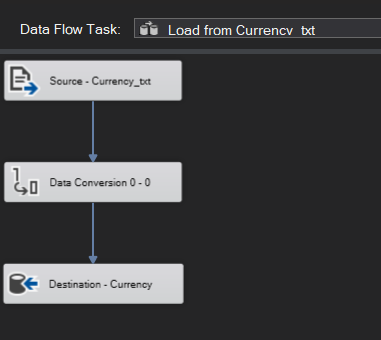 Data Flow Task: Load from Currency_txt
Source - Currency_txt
Data Conversion 0 - 0
Destination - Currency